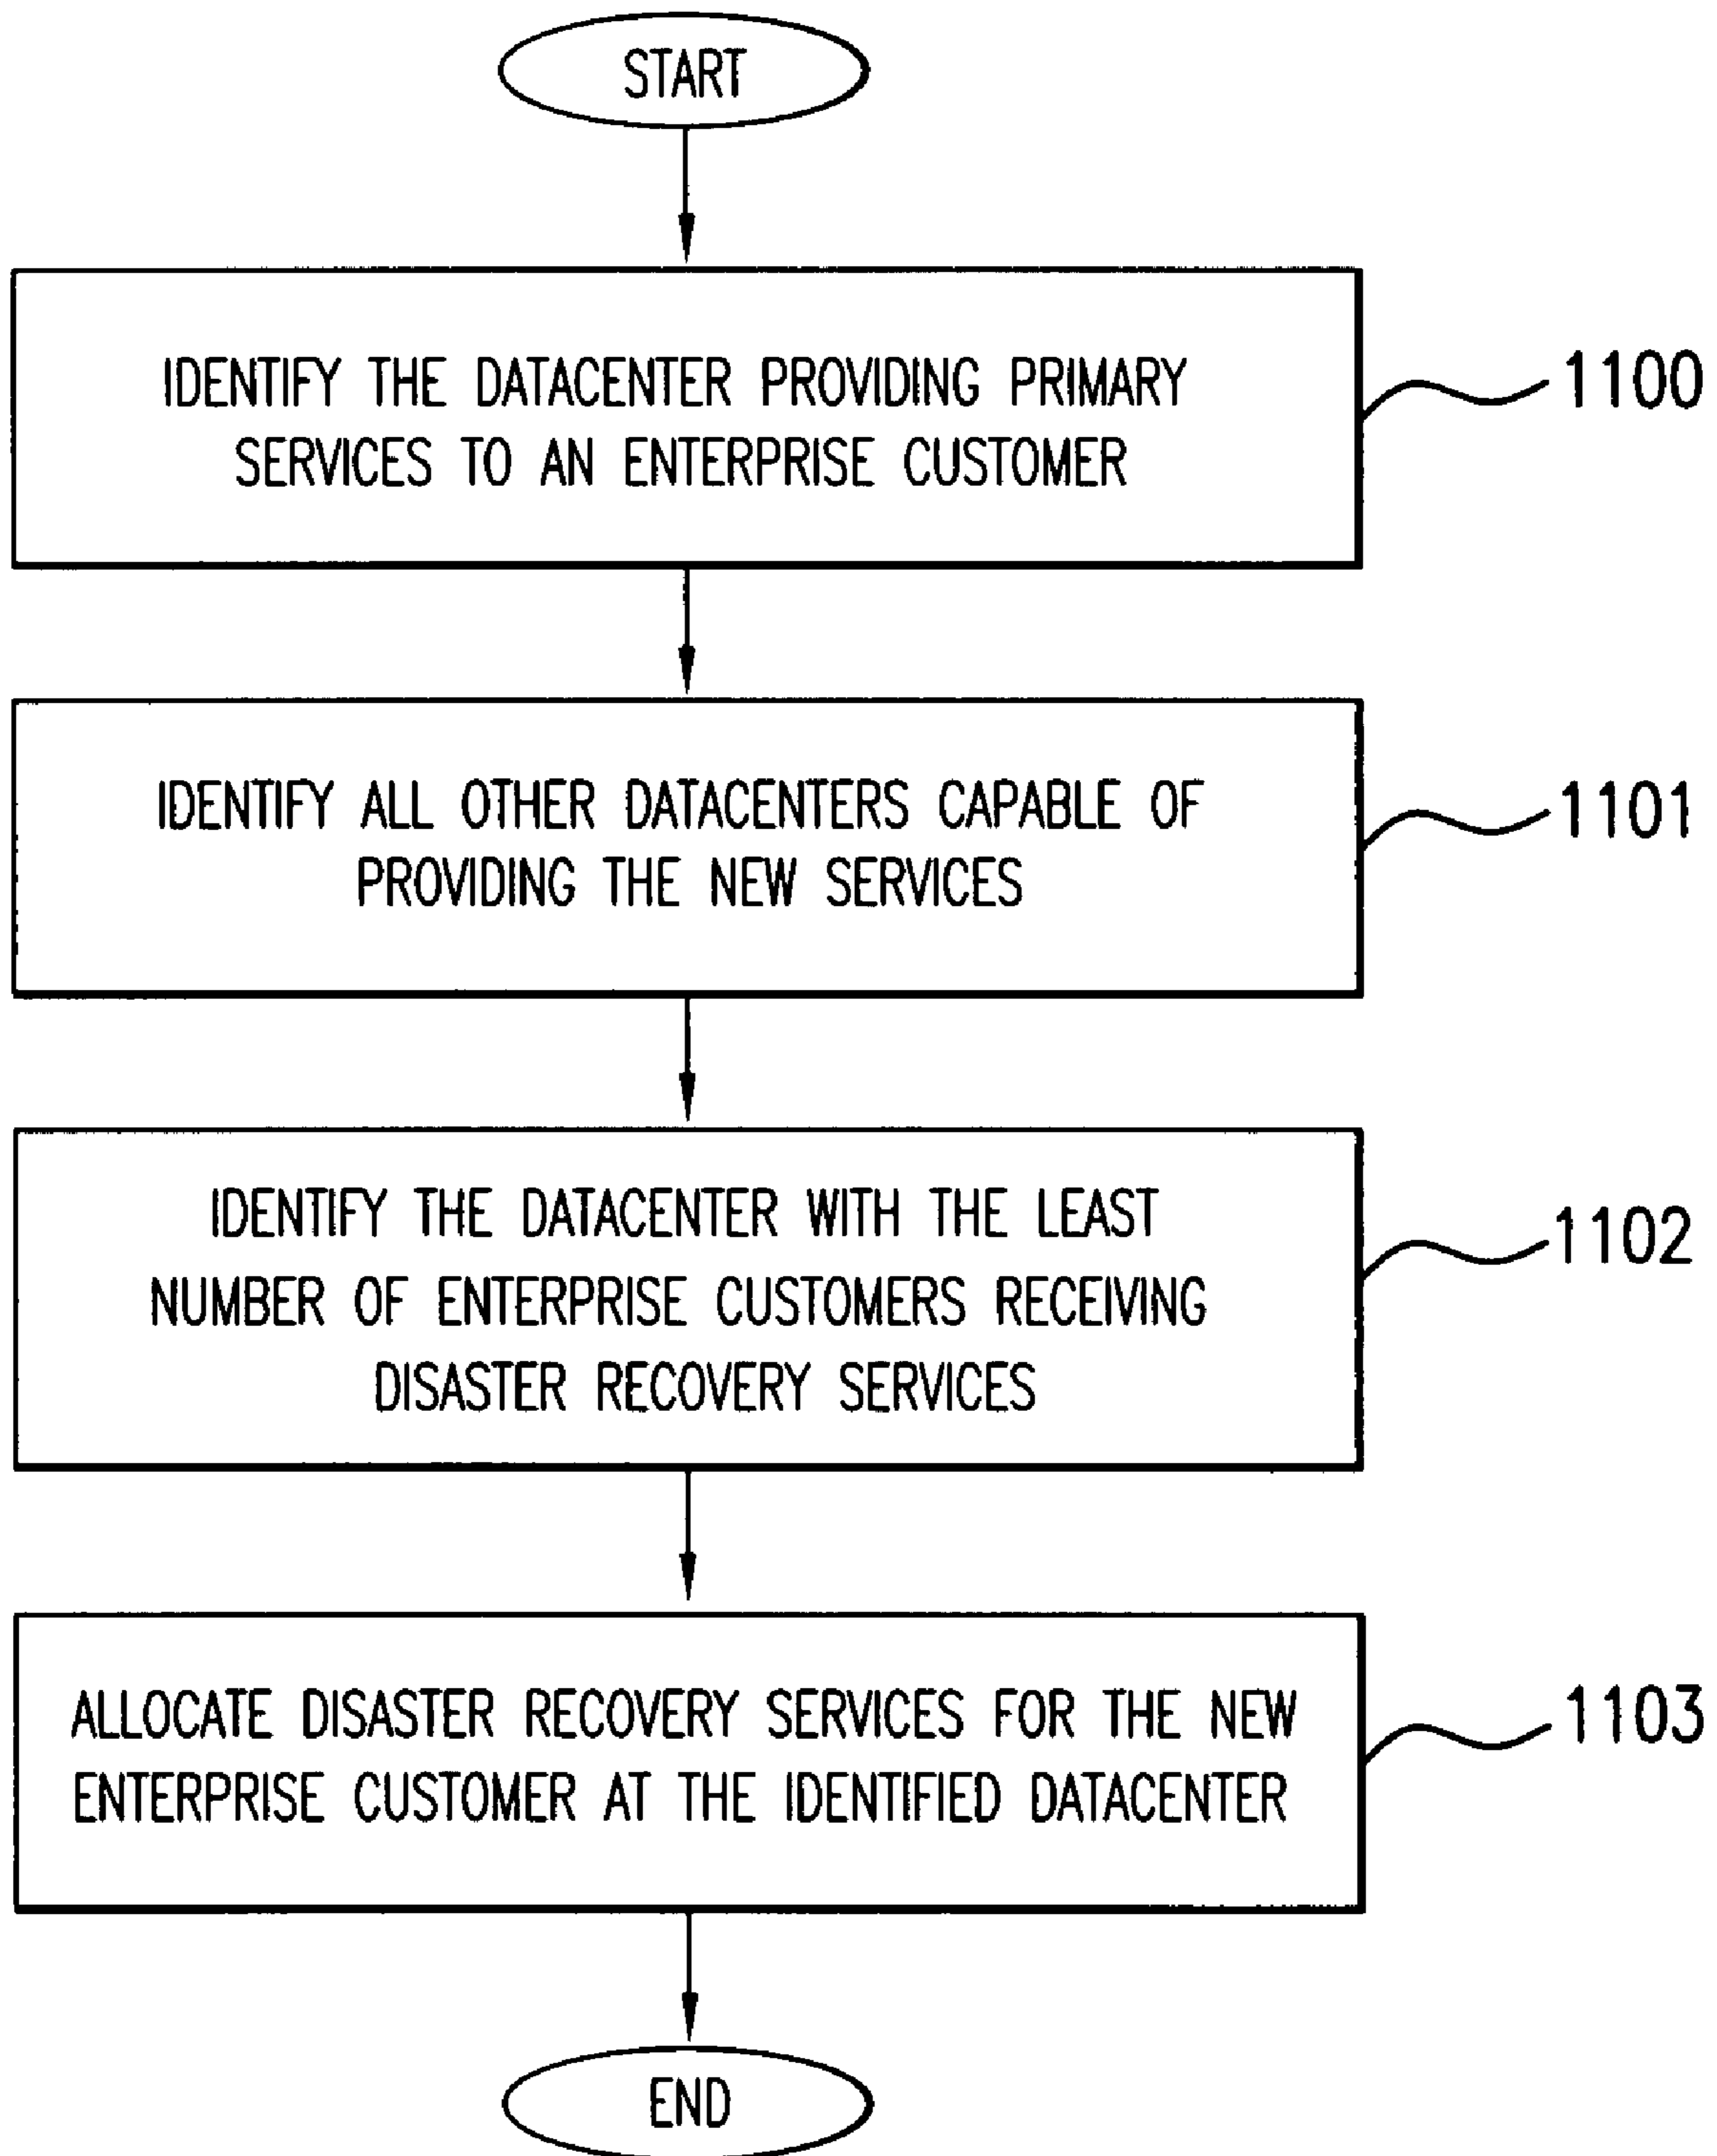 START
IDENTIFY THE DATACENTER PROVIDING PRIMARY
SERVICES TO AN ENTERPRISE CUSTOMER
1100
IDENTIFY ALL OTHER DATACENTERS CAPABLE OF
PROVIDING THE NEW SERVICES
1101
IDENTIFY THE DATACENTER WITH THE LEAST
NUMBER OF ENTERPRISE CUSTOMERS RECEIVING
DISASTER RECOVERY SERVICES
1102
ALLOCATE DISASTER RECOVERY SERVICES FOR THE NEW
ENTERPRISE CUSTOMER AT THE IDENTIFIED DATACENTER
1103
END